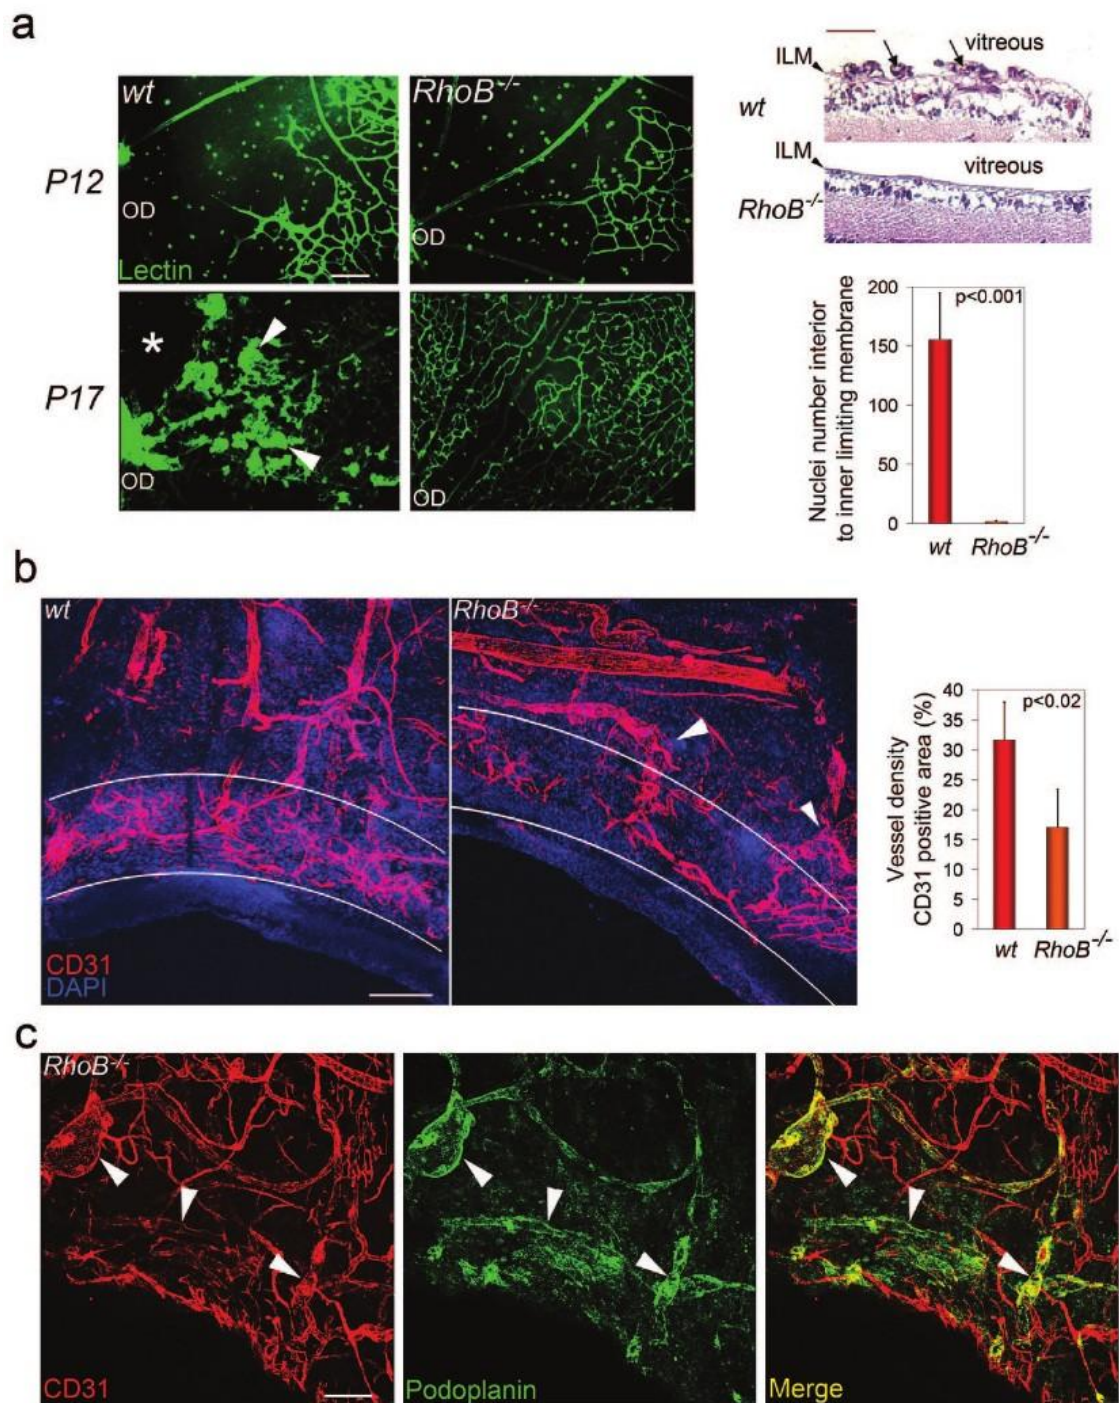 a
wt
RhoB-/-
P12
OD
Lectin
OD
P17
*
OD
OD
ILM
vitreous
wt
ILM
vitreous
RhoB-/-
Nuclei number interior
to inner limiting membrane
200
150
100
50
0
p<0.001
wt RhoB-/-
b
wt
RhoB-/-
CD31
DAPI
Vessel density
CD31 positive area (%)
40
35
30
25
20
15
10
5
0
p<0.02
wt RhoB-/-
c
RhoB-/-
CD31
Podoplanin
Merge